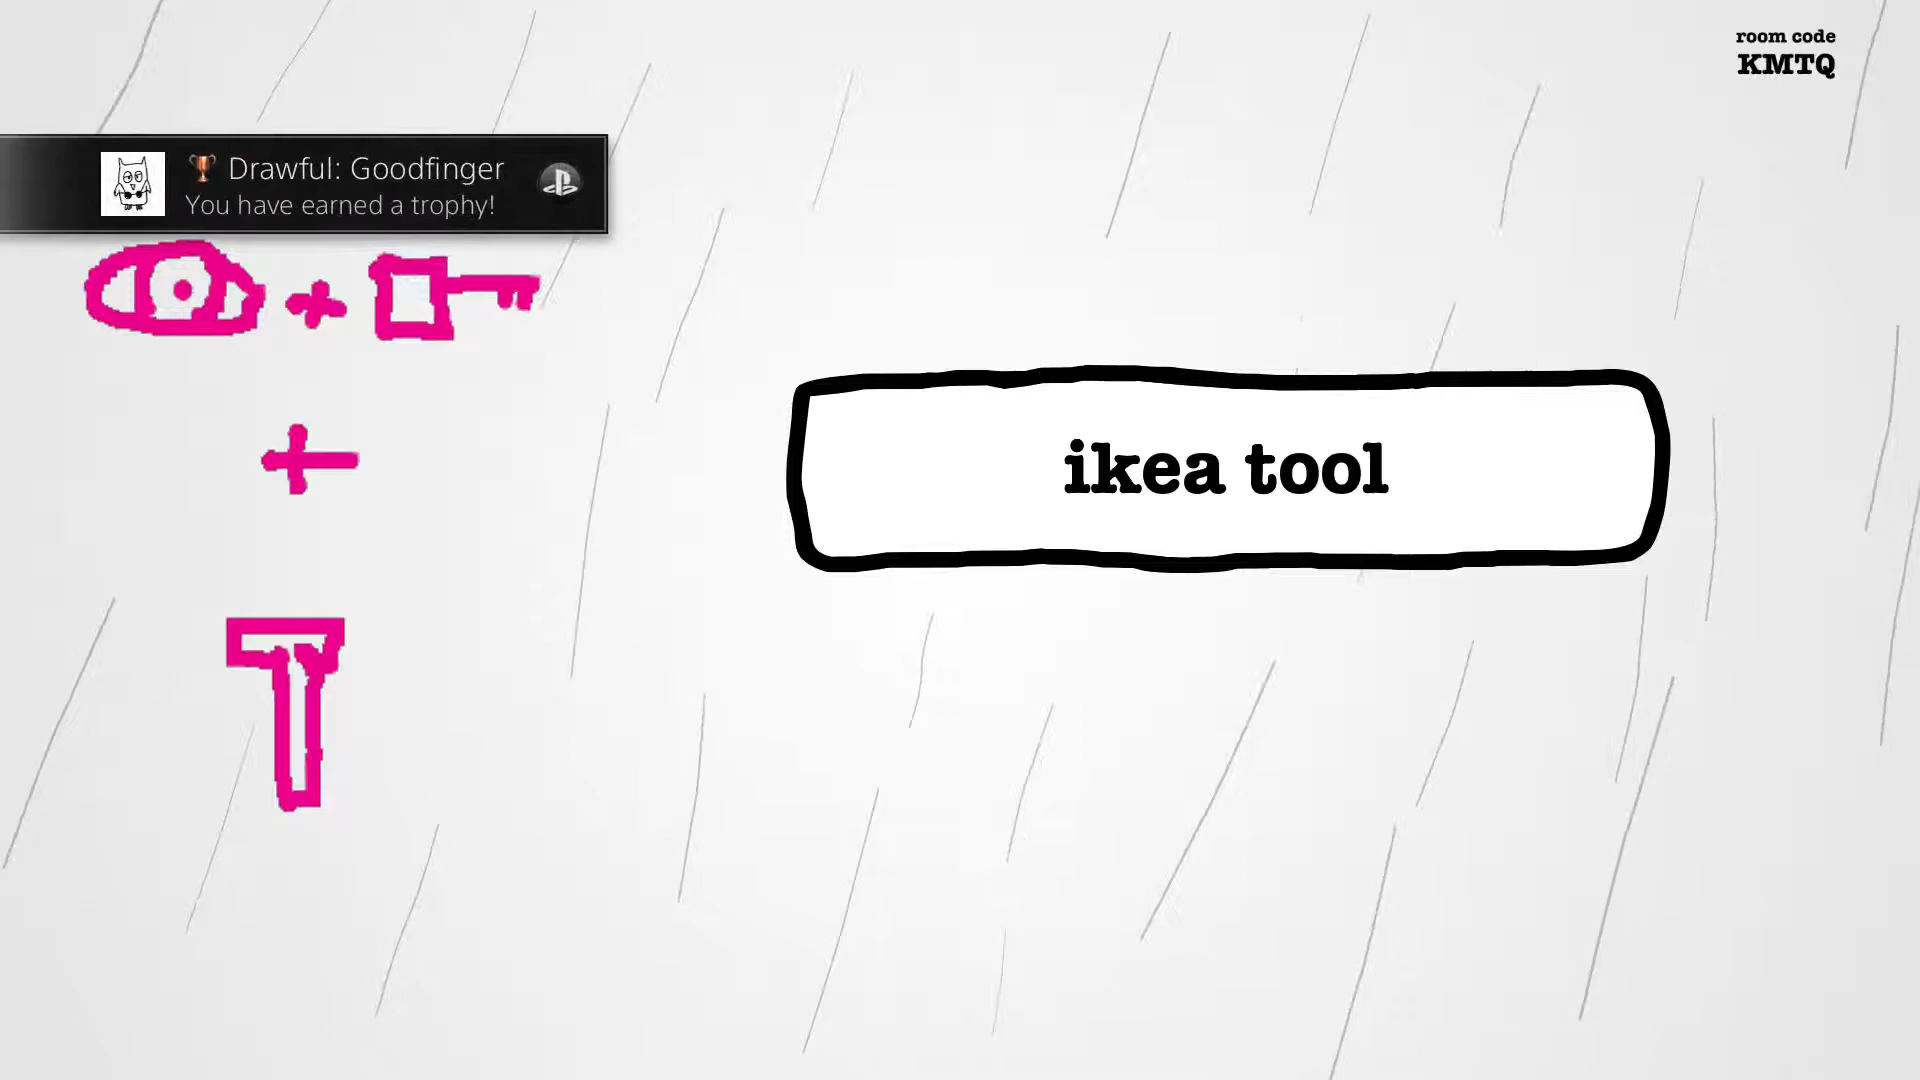 room code
KMTQ
Drawful: Goodfinger
You have earned a trophy!
ikea tool